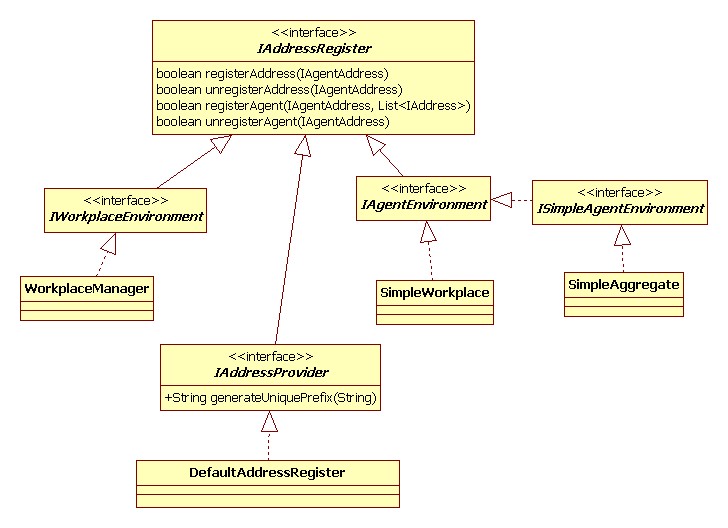 <<interface>>
IAddressRegister
boolean registerAddress(IAgentAddress)
boolean unregisterAddress(IAgentAddress)
boolean registerAgent(IAgentAddress, List<IAddress>)
boolean unregisterAgent(IAgentAddress)
<<interface>>
IWorkplaceEnvironment
<<interface>>
IAgentEnvironment
<<interface>>
ISimpleAgentEnvironment
WorkplaceManager
SimpleWorkplace
SimpleAggregate
<<interface>>
IAddressProvider
+String generateUniquePrefix(String)
DefaultAddressRegister